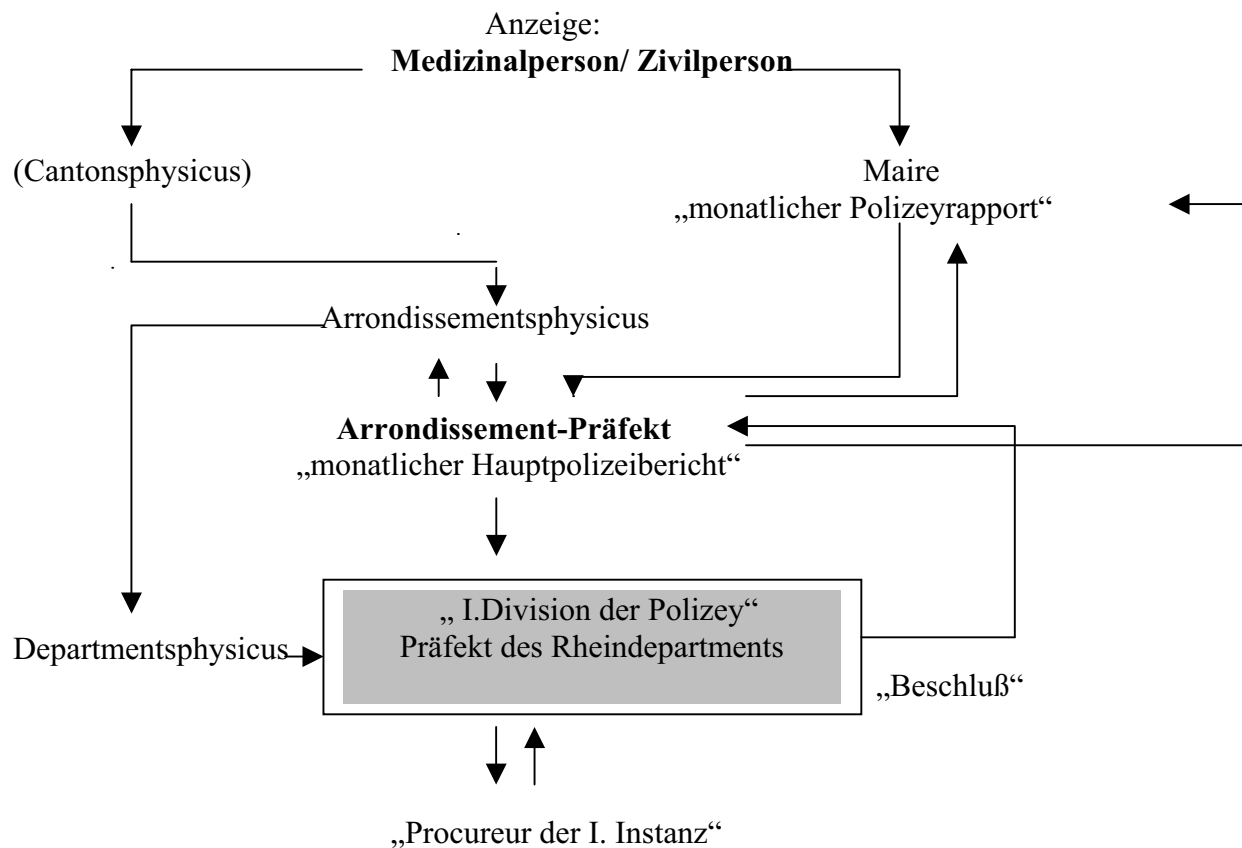 Anzeige:
Medizinalperson/ Zivilperson
(Cantonsphysicus)
Maire
„monatlicher Polizeyrapport“
Arrondissementsphysicus
Arrondissement-Präfekt
„monatlicher Hauptpolizeibericht“
„ I.Division der Polizey“
Präfekt des Rheindepartments
Departmentsphysicus
„Beschluß“
„Procureur der I. Instanz“